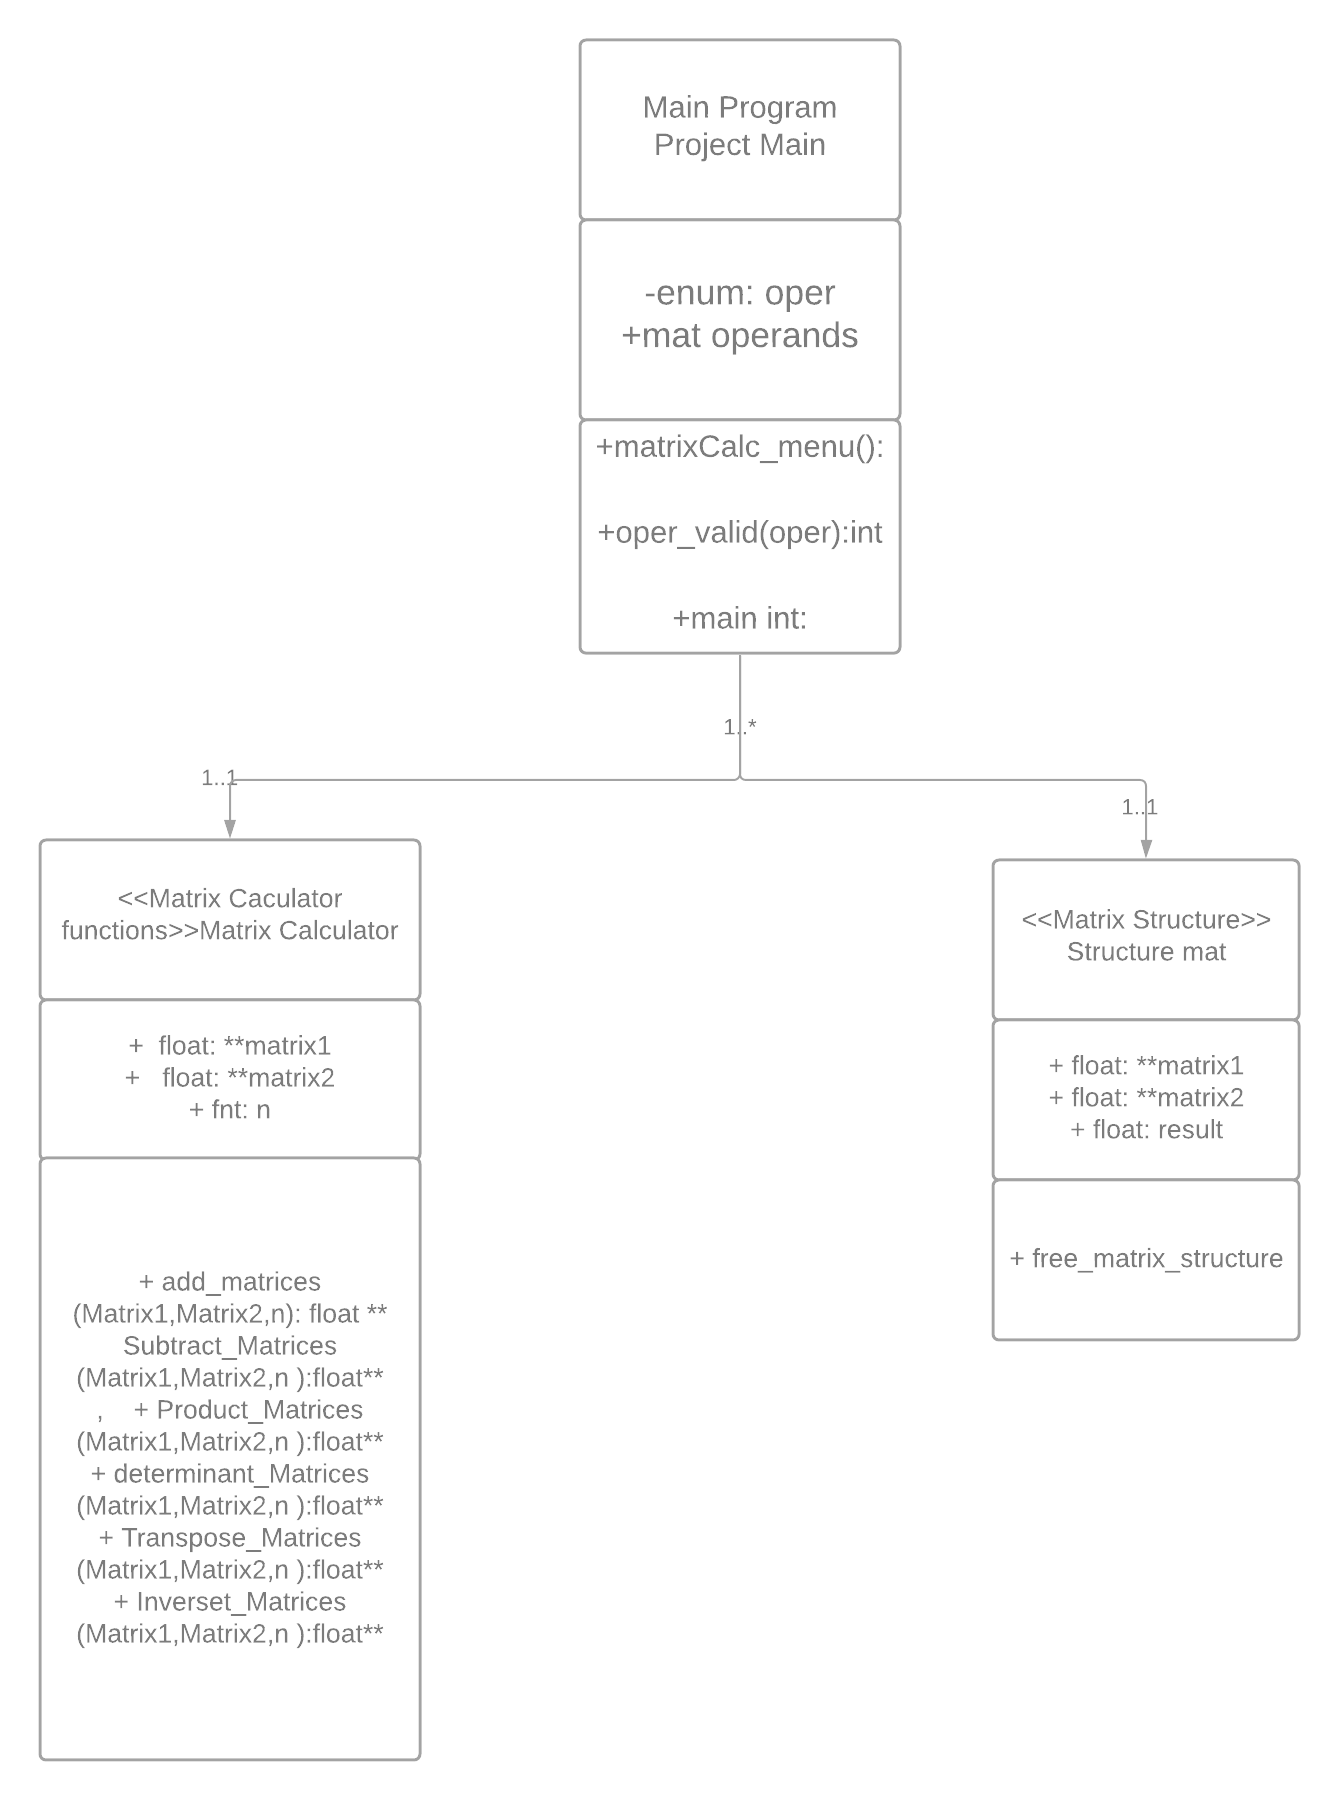 Main Program
Project Main
-enum: oper
+mat operands
+matrixCalc_menu():
+oper_valid(oper):int
+main int:
1..*
1..1
1..1
<<Matrix Caculator
functions>>Matrix Calculator
+  float: **matrix1
+   float: **matrix2
+ fnt: n
+ add_matrices
(Matrix1,Matrix2,n): float **
Subtract_Matrices
(Matrix1,Matrix2,n ):float**
,    + Product_Matrices
(Matrix1,Matrix2,n ):float**
+ determinant_Matrices
(Matrix1,Matrix2,n ):float**
+ Transpose_Matrices
(Matrix1,Matrix2,n ):float**
+ Inverset_Matrices
(Matrix1,Matrix2,n ):float**
<<Matrix Structure>>
Structure mat
+ float: **matrix1
+ float: **matrix2
+ float: result
+ free_matrix_structure